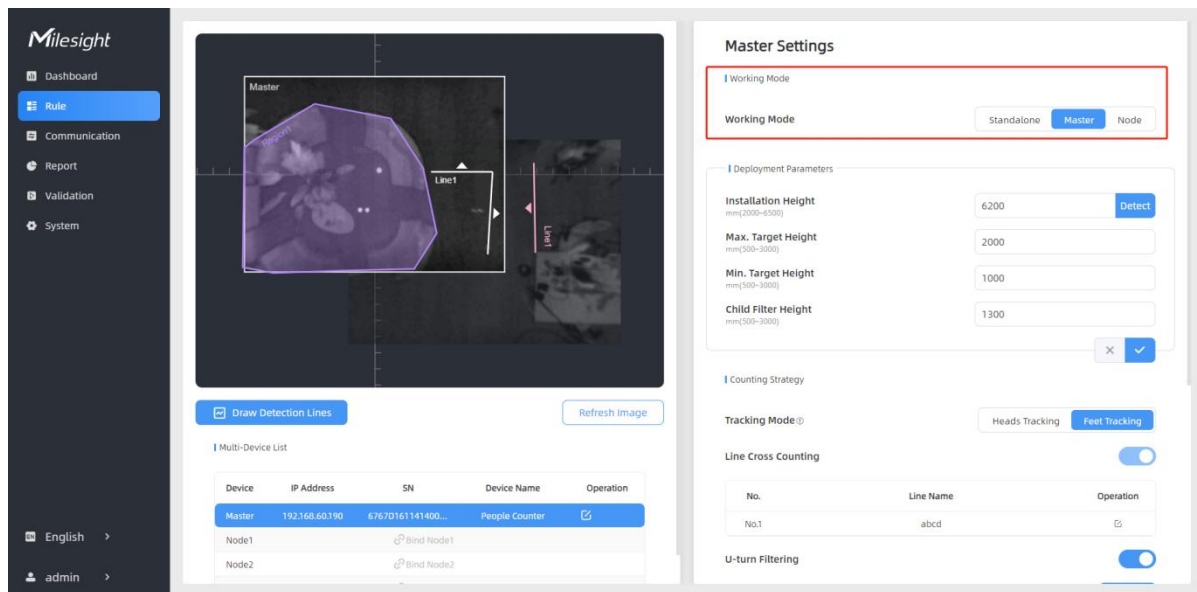 Milesight
Dashboard
Rule
Communication
Report
Validation
System
English
admin
Master
Region1
Line1
Line1
Draw Detection Lines
Refresh Image
Multi-Device List
Device IP Address SN Device Name Operation
Master 192.168.60.190 6767D161141400... People Counter
Node1 Bind Node1
Node2 Bind Node2
Master Settings
Working Mode
Working Mode Standalone Master Node
Deployment Parameters
Installation Height 6200 Detect
mm(2000~6500)
Max. Target Height 2000
mm(500~3000)
Min. Target Height 1000
mm(500~3000)
Child Filter Height 1300
mm(500~3000)
Counting Strategy
Tracking Mode Heads Tracking Feet Tracking
Line Cross Counting
No. Line Name Operation
No.1 abcd
U-turn Filtering